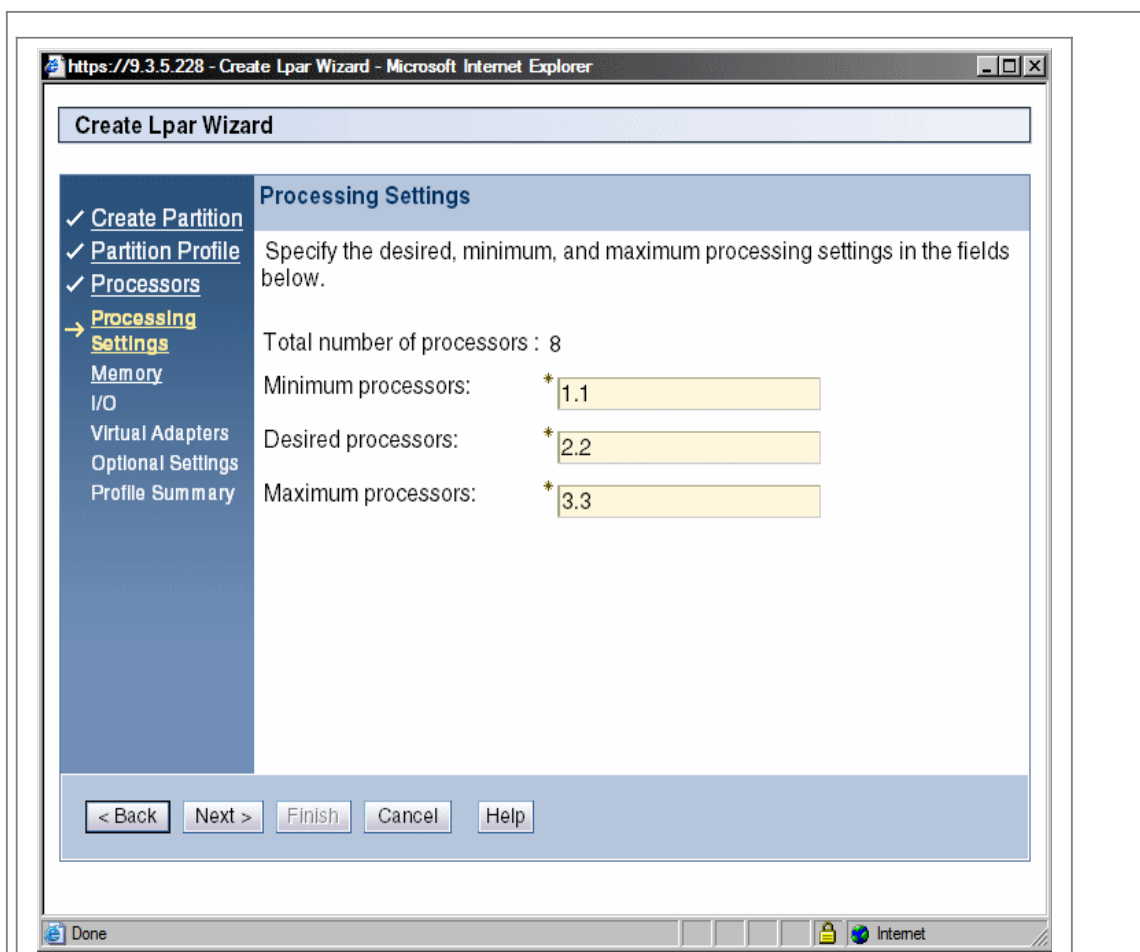 https://9.3.5.228 - Create Lpar Wizard - Microsoft Internet Explorer
Create Lpar Wizard
Create Partition
Partition Profile
Processors
Processing
Settings
Memory
I/O
Virtual Adapters
Optional Settings
Profile Summary
Processing Settings
Specify the desired, minimum, and maximum processing settings in the fields
below.
Total number of processors : 8
Minimum processors: * 1.1
Desired processors: * 2.2
Maximum processors: * 3.3
< Back Next > Finish Cancel Help
Done Internet